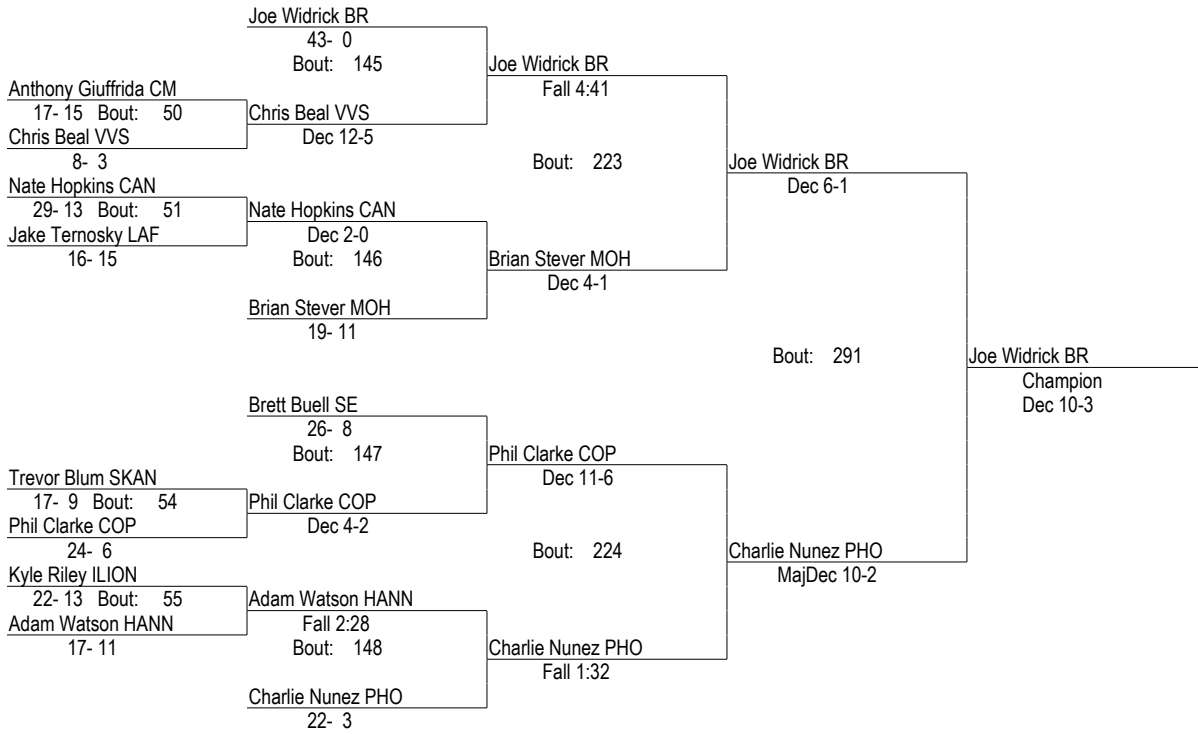 Joe Widrick BR
43- 0
Bout: 145
Joe Widrick BR
Fall 4:41
Anthony Giuffrida CM
17- 15 Bout: 50
Chris Beal VVS
Dec 12-5
Chris Beal VVS
8- 3
Bout: 223
Joe Widrick BR
Dec 6-1
Nate Hopkins CAN
29- 13 Bout: 51
Nate Hopkins CAN
Dec 2-0
Jake Ternosky LAF
16- 15
Bout: 146
Brian Stever MOH
Dec 4-1
Brian Stever MOH
19- 11
Bout: 291
Joe Widrick BR
Champion
Dec 10-3
Brett Buell SE
26- 8
Bout: 147
Phil Clarke COP
Dec 11-6
Trevor Blum SKAN
17- 9 Bout: 54
Phil Clarke COP
Dec 4-2
Phil Clarke COP
24- 6
Bout: 224
Charlie Nunez PHO
MajDec 10-2
Kyle Riley ILION
22- 13 Bout: 55
Adam Watson HANN
Fall 2:28
Adam Watson HANN
17- 11
Bout: 148
Charlie Nunez PHO
Fall 1:32
Charlie Nunez PHO
22- 3